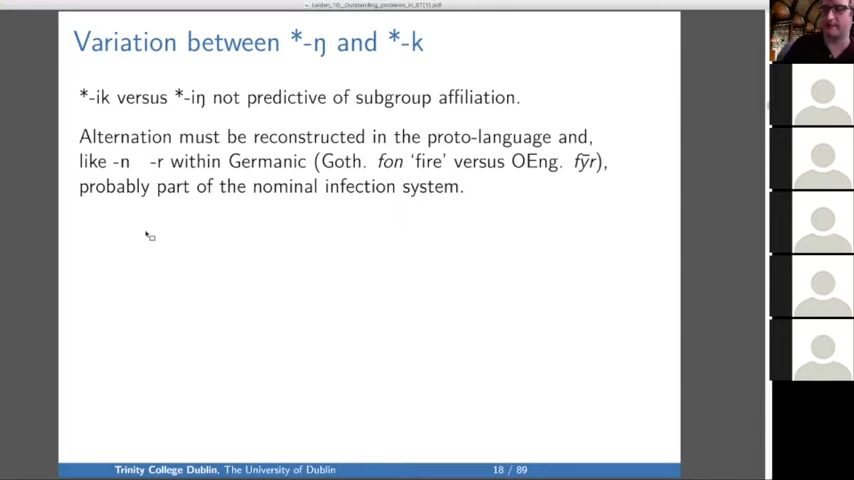 Leiden_10__Outstanding_problems_in_ST(1).pdf
Variation between *-ŋ and *-k
*-ik versus *-iŋ not predictive of subgroup affiliation.
Alternation must be reconstructed in the proto-language and,
like -n -r within Germanic (Goth. fon ‘fire’ versus OEng. fȳr),
probably part of the nominal infection system.
Trinity College Dublin, The University of Dublin
18 / 89